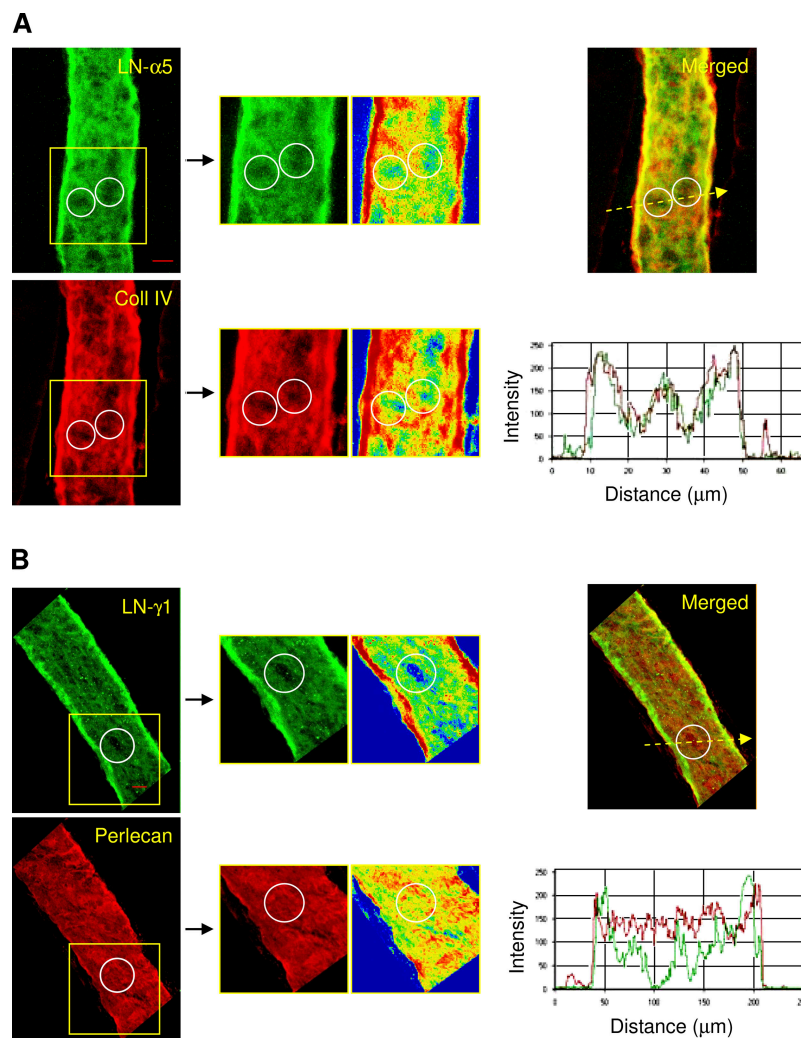 A
LN-α5
Merged
Coll IV
Intensity
250
200
150
100
50
0
0 10 20 30 40 50 60
Distance (μm)
B
LN-γ1
Merged
Perlecan
Intensity
250
200
150
100
50
0
0 50 100 150 200
Distance (μm)